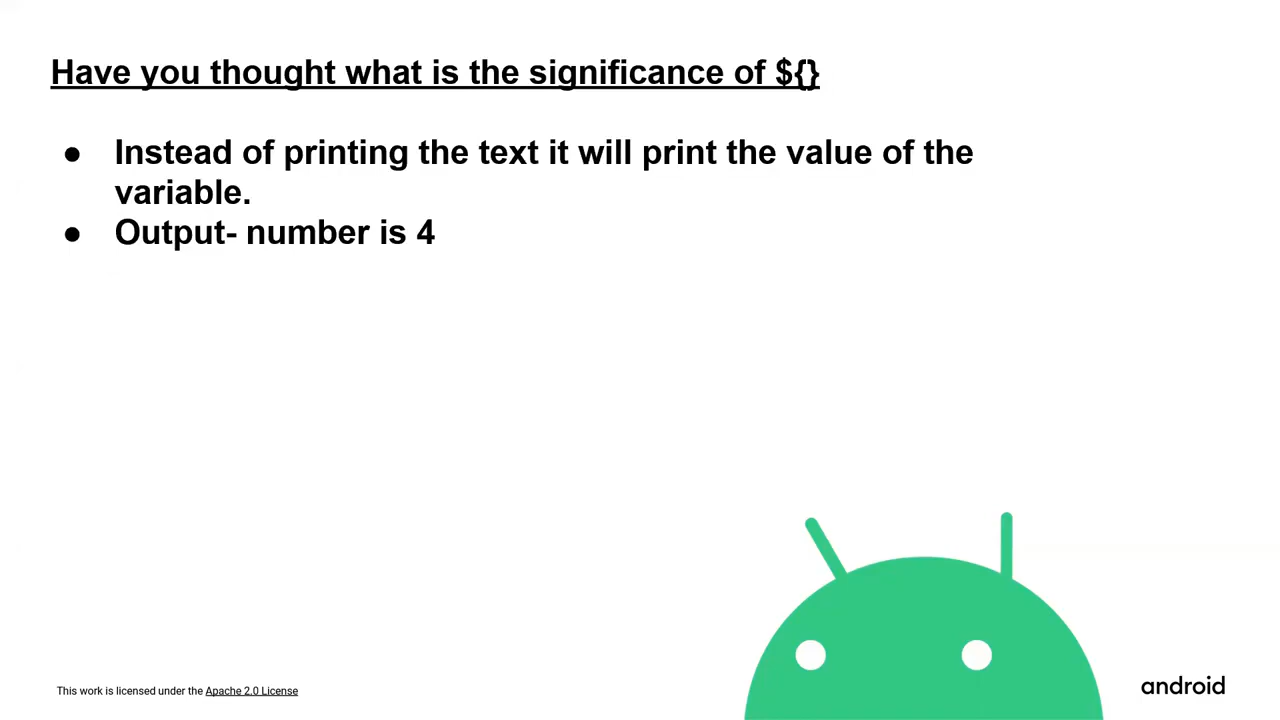 Have you thought what is the significance of ${}
● Instead of printing the text it will print the value of the
variable.
● Output- number is 4
This work is licensed under the Apache 2.0 License
android